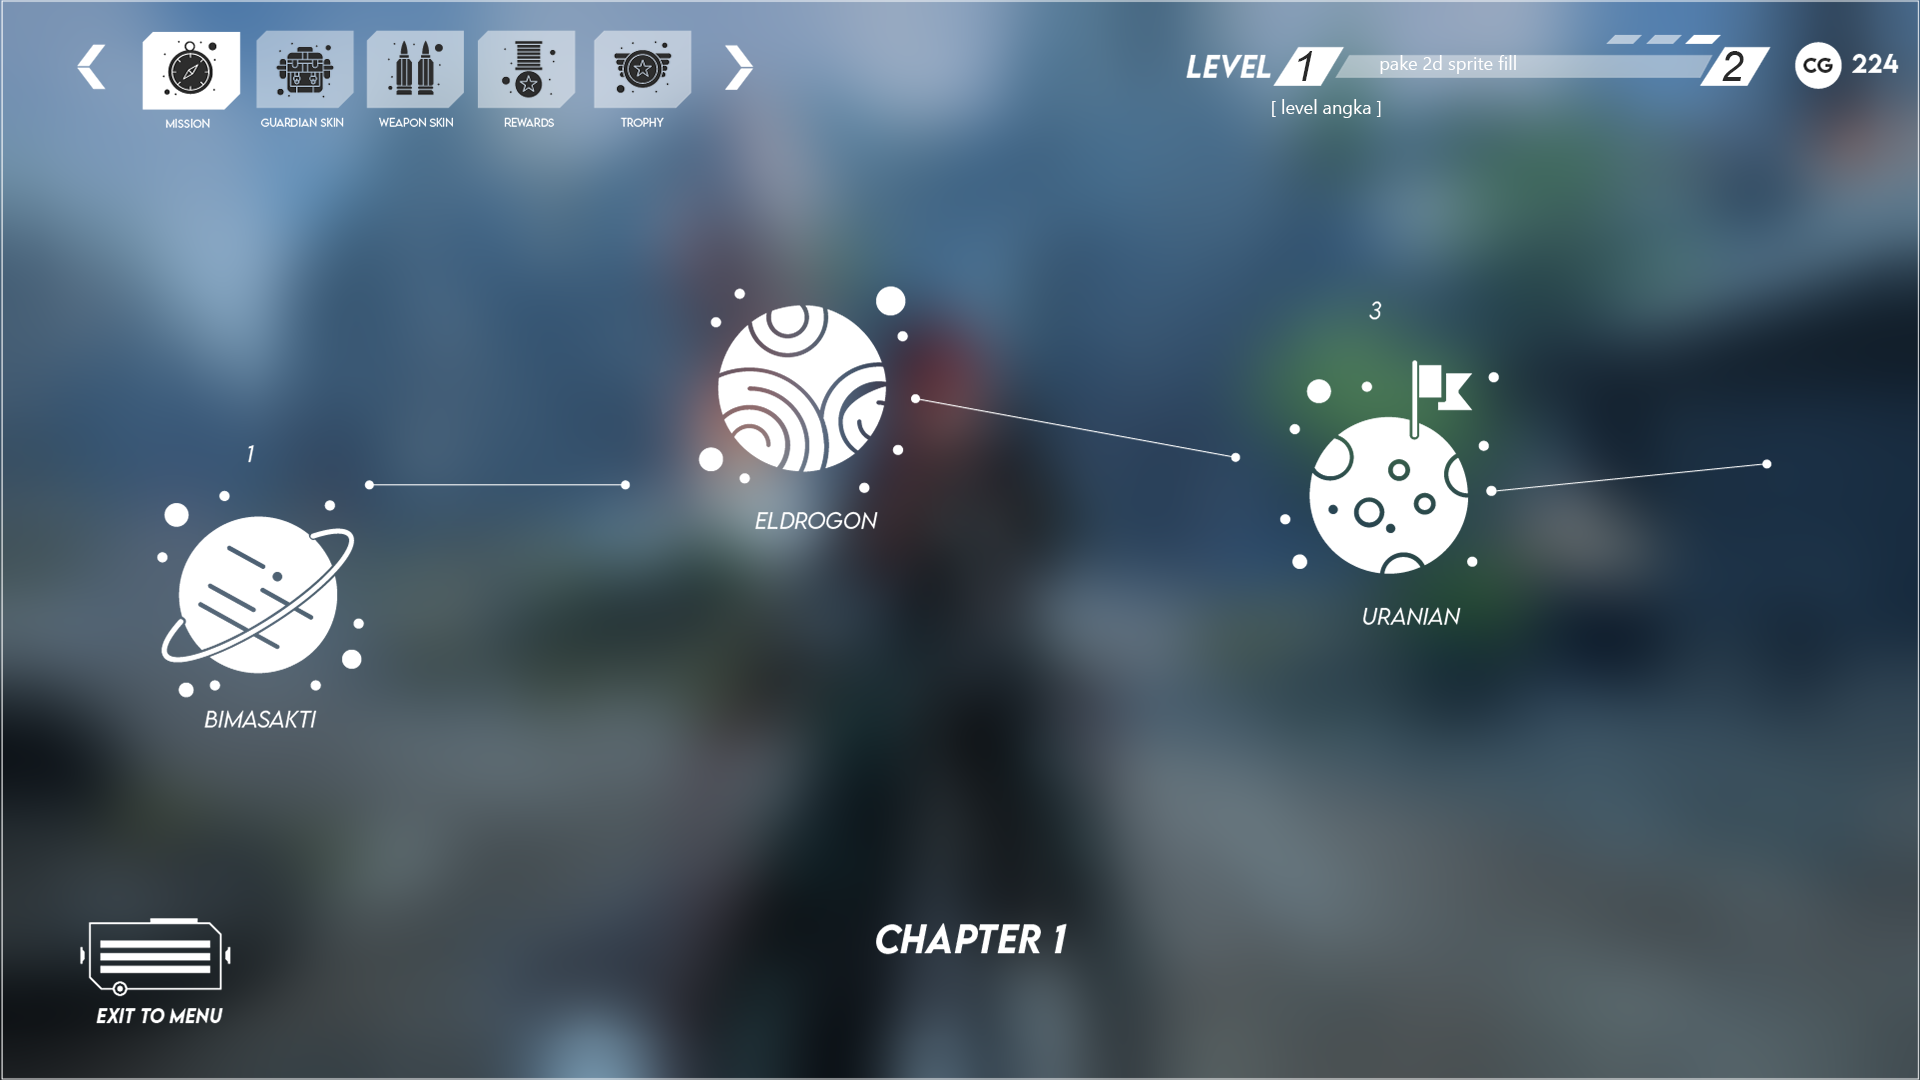 LEVEL 1
pake 2d sprite fill
2
CG 224
[ level angka ]
MISSION
GUARDIAN SKIN
WEAPON SKIN
REWARDS
TROPHY
3
1
ELDROGON
URANIAN
BIMASAKTI
CHAPTER 1
EXIT TO MENU